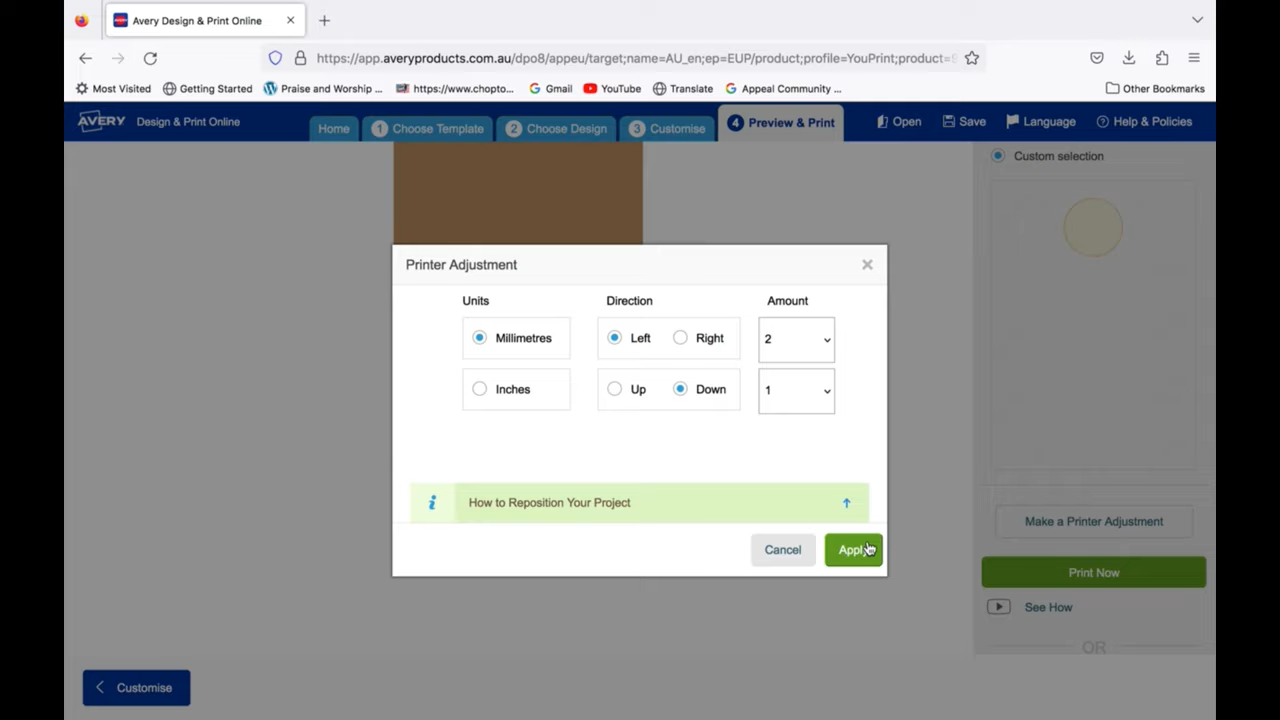 Avery Design & Print Online
https://app.averyproducts.com.au/dpo8/appeu/target;name=AU_en;ep=EUP/product;profile=YouPrint;product=
Most Visited Getting Started Praise and Worship ... https://www.chopto... Gmail YouTube Translate Appeal Community ... Other Bookmarks
AVERY Design & Print Online Home 1 Choose Template 2 Choose Design 3 Customise 4 Preview & Print Open Save Language Help & Policies
Custom selection
Printer Adjustment
Units Direction Amount
Millimetres Left Right 2
Inches Up Down 1
How to Reposition Your Project
Make a Printer Adjustment
Cancel
Print Now
See How
OR
Customise